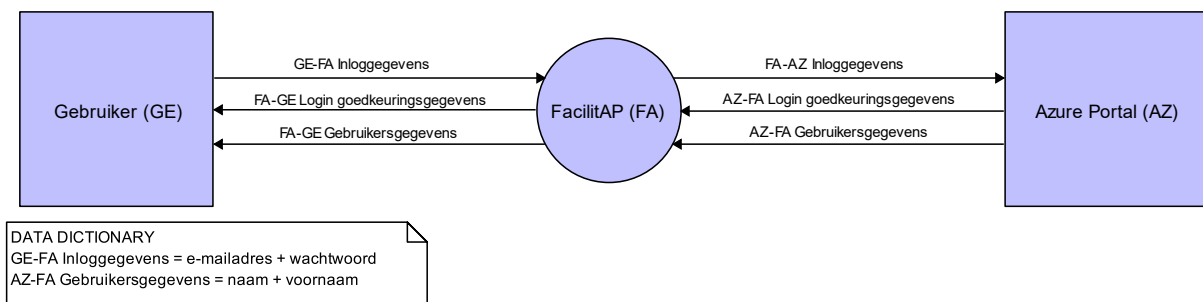 GE-FA Inloggegevens
FA-AZ Inloggegevens
FA-GE Login goedkeuringsgegevens
AZ-FA Login goedkeuringsgegevens
Gebruiker (GE)
FacilitAP (FA)
Azure Portal (AZ)
FA-GE Gebruikersgegevens
AZ-FA Gebruikersgegevens
DATA DICTIONARY
GE-FA Inloggegevens = e-mailadres + wachtwoord
AZ-FA Gebruikersgegevens = naam + voornaam